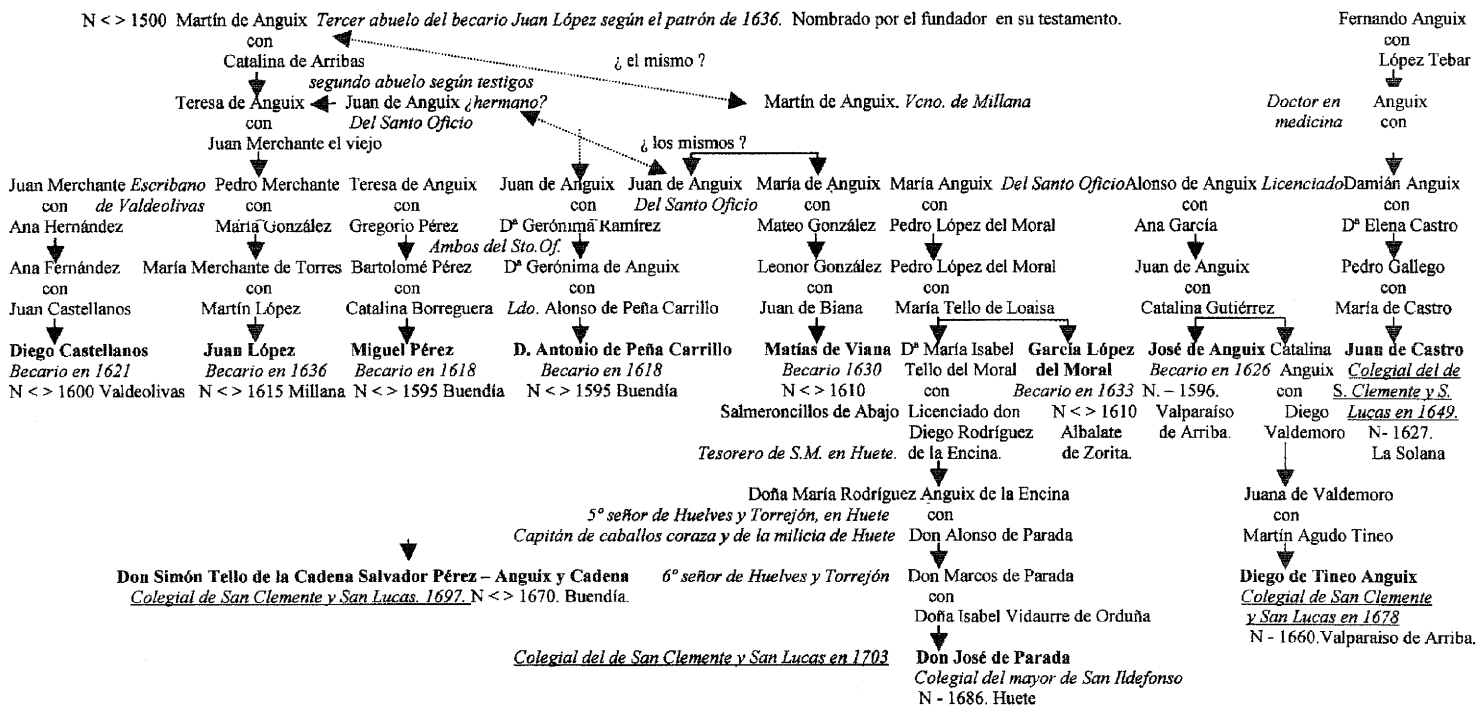 N < > 1500 Martín de Anguix Tercer abuelo del becario Juan López según el patrón de 1636. Nombrado por el fundador en su testamento. Fernando Anguix
con con
Catalina de Arribas ¿ el mismo ? López Tebar
segundo abuelo según testigos
Teresa de Anguix Juan de Anguix ¿hermano? Martín de Anguix. Vcno. de Millana Doctor en Anguix
con Del Santo Oficio medicina con
Juan Merchante el viejo ¿ los mismos ?
Juan Merchante Escribano Pedro Merchante Teresa de Anguix Juan de Anguix Juan de Anguix María de Anguix María Anguix Del Santo Oficio Alonso de Anguix Licenciado Damián Anguix
con de Valdeolivas con con con Del Santo Oficio con con con con
Ana Hernández María González Gregorio Pérez Dª Gerónima Ramírez Mateo González Pedro López del Moral Ana García Dª Elena Castro
Ambos del Sto. Of.
Ana Fernández María Merchante de Torres Bartolomé Pérez Dª Gerónima de Anguix Leonor González Pedro López del Moral Juan de Anguix Pedro Gallego
con con con con con con con con
Juan Castellanos Martín López Catalina Borreguera Ldo. Alonso de Peña Carrillo Juan de Biana María Tello de Loaisa Catalina Gutiérrez María de Castro
Diego Castellanos Juan López Miguel Pérez D. Antonio de Peña Carrillo Matías de Viana Dª María Isabel García López José de Anguix Catalina Juan de Castro
Becario en 1621 Becario en 1636 Becario en 1618 Becario en 1618 Becario 1630 Tello del Moral del Moral Becario en 1626 Anguix Colegial del de
N < > 1600 Valdeolivas N < > 1615 Millana N < > 1595 Buendía N < > 1595 Buendía N < > 1610 con Becario en 1633 N. – 1596. con S. Clemente y S.
Salmeroncillos de Abajo Licenciado don N < > 1610 Valparaíso Diego Lucas en 1649.
Diego Rodríguez Albalate de Arriba. Valdemoro N- 1627.
Tesorero de S.M. en Huete. de la Encina. de Zorita. La Solana
Doña María Rodríguez Anguix de la Encina Juana de Valdemoro
5º señor de Huelves y Torrejón, en Huete con con
Capitán de caballos coraza y de la milicia de Huete Don Alonso de Parada Martín Agudo Tineo
Don Simón Tello de la Cadena Salvador Pérez – Anguix y Cadena 6º señor de Huelves y Torrejón Don Marcos de Parada Diego de Tineo Anguix
Colegial de San Clemente y San Lucas. 1697. N < > 1670. Buendía. con Colegial de San Clemente
Doña Isabel Vidaurre de Orduña y San Lucas en 1678
N - 1660. Valparaiso de Arriba.
Colegial del de San Clemente y San Lucas en 1703 Don José de Parada
Colegial del mayor de San Ildefonso
N - 1686. Huete